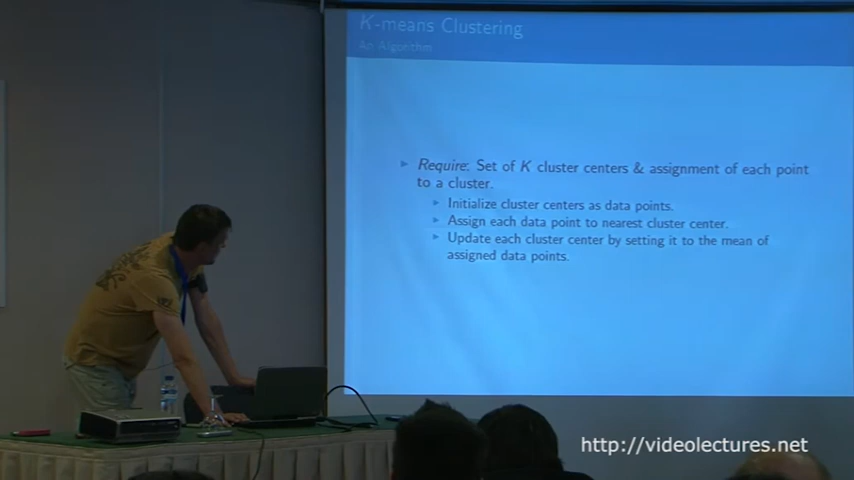 K-means Clustering
An Algorithm
Require: Set of K cluster centers & assignment of each point
to a cluster.
Initialize cluster centers as data points.
Assign each data point to nearest cluster center.
Update each cluster center by setting it to the mean of
assigned data points.
http://videolectures.net